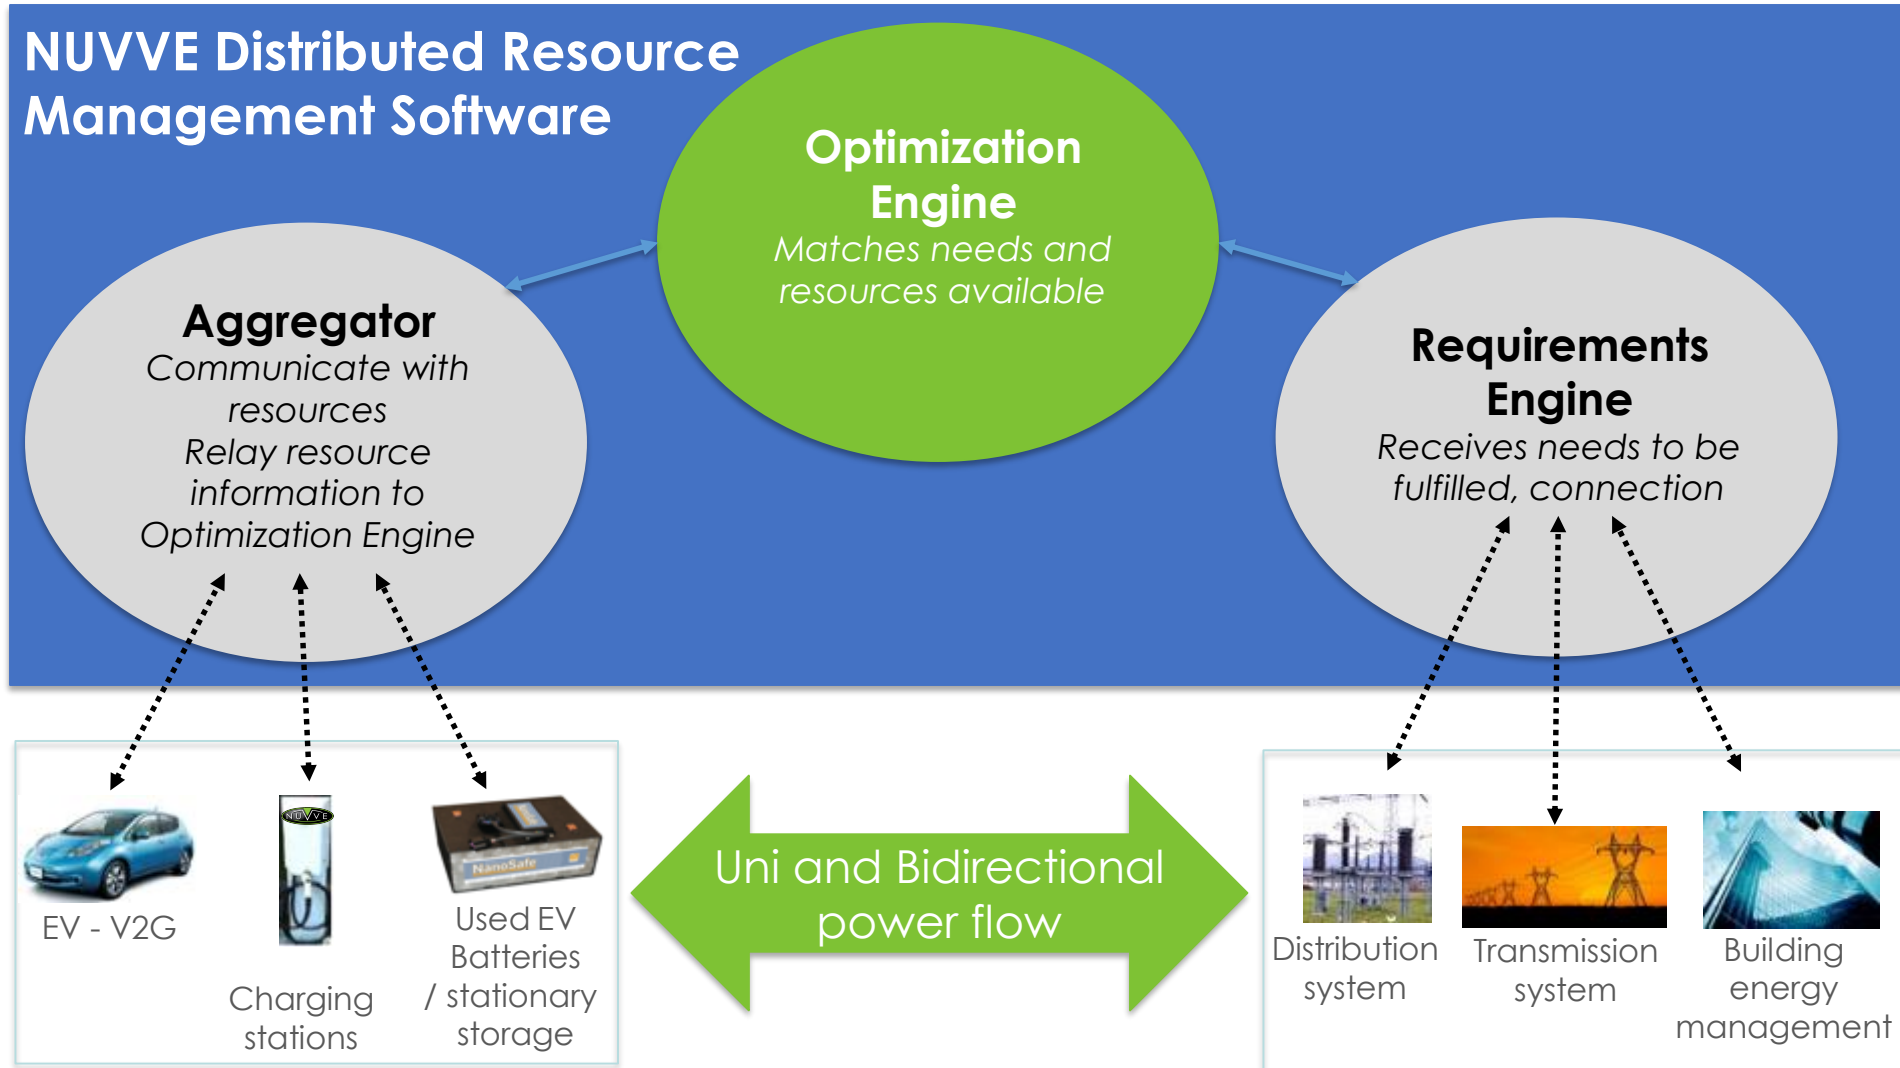 NUVVE Distributed Resource
Management Software
Optimization
Engine
Matches needs and
resources available
Aggregator
Communicate with
resources
Relay resource
information to
Optimization Engine
Requirements
Engine
Receives needs to be
fulfilled, connection
NUVVE
NanoSafe
EV - V2G
Charging
stations
Used EV
Batteries
/ stationary
storage
Uni and Bidirectional
power flow
Distribution
system
Transmission
system
Building
energy
management